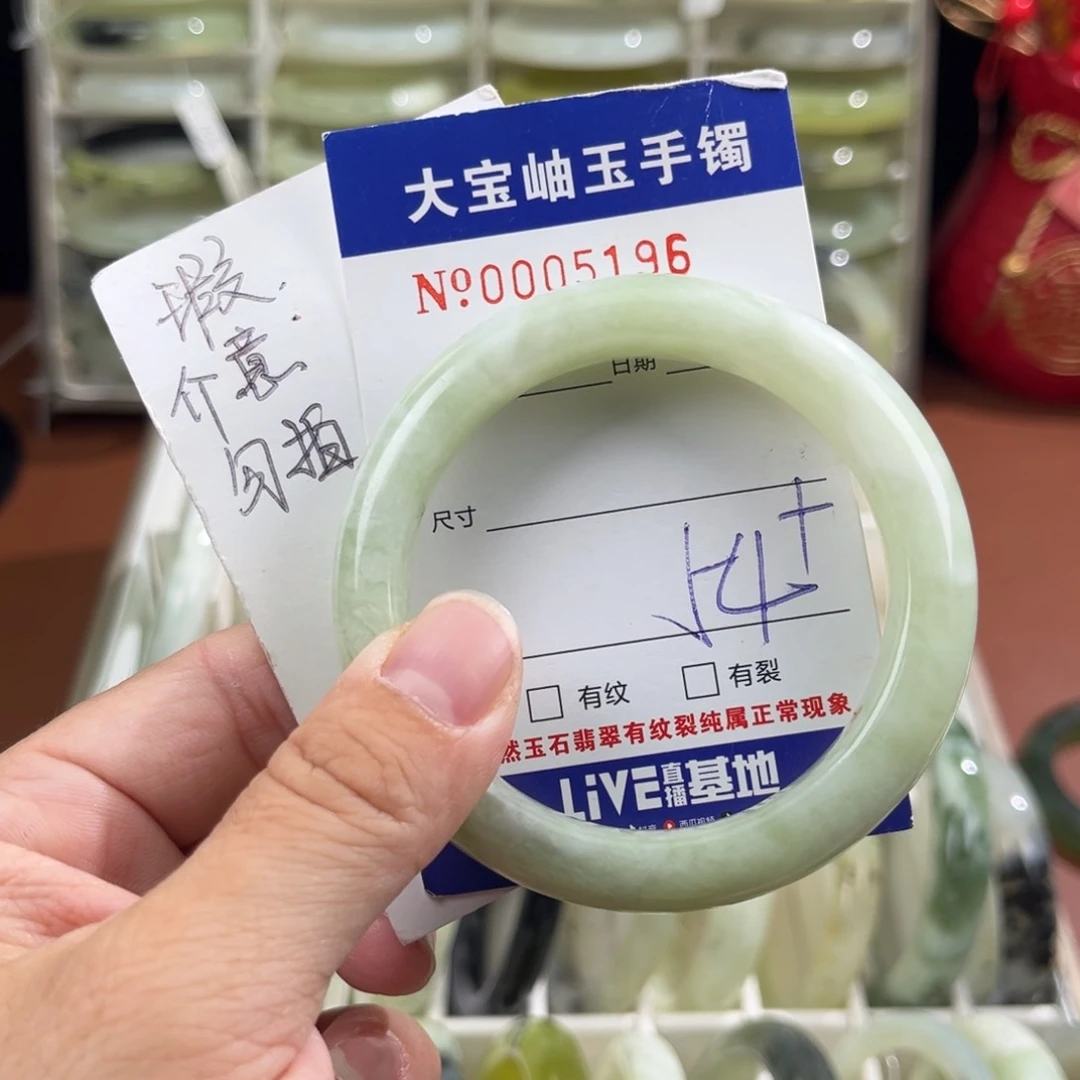 大宝岫玉手镯
№0005196
瑕
介意
勿拍
日期
尺寸
54+
有纹
有裂
然玉石翡翠有纹裂纯属正常现象
LiVE直播基地